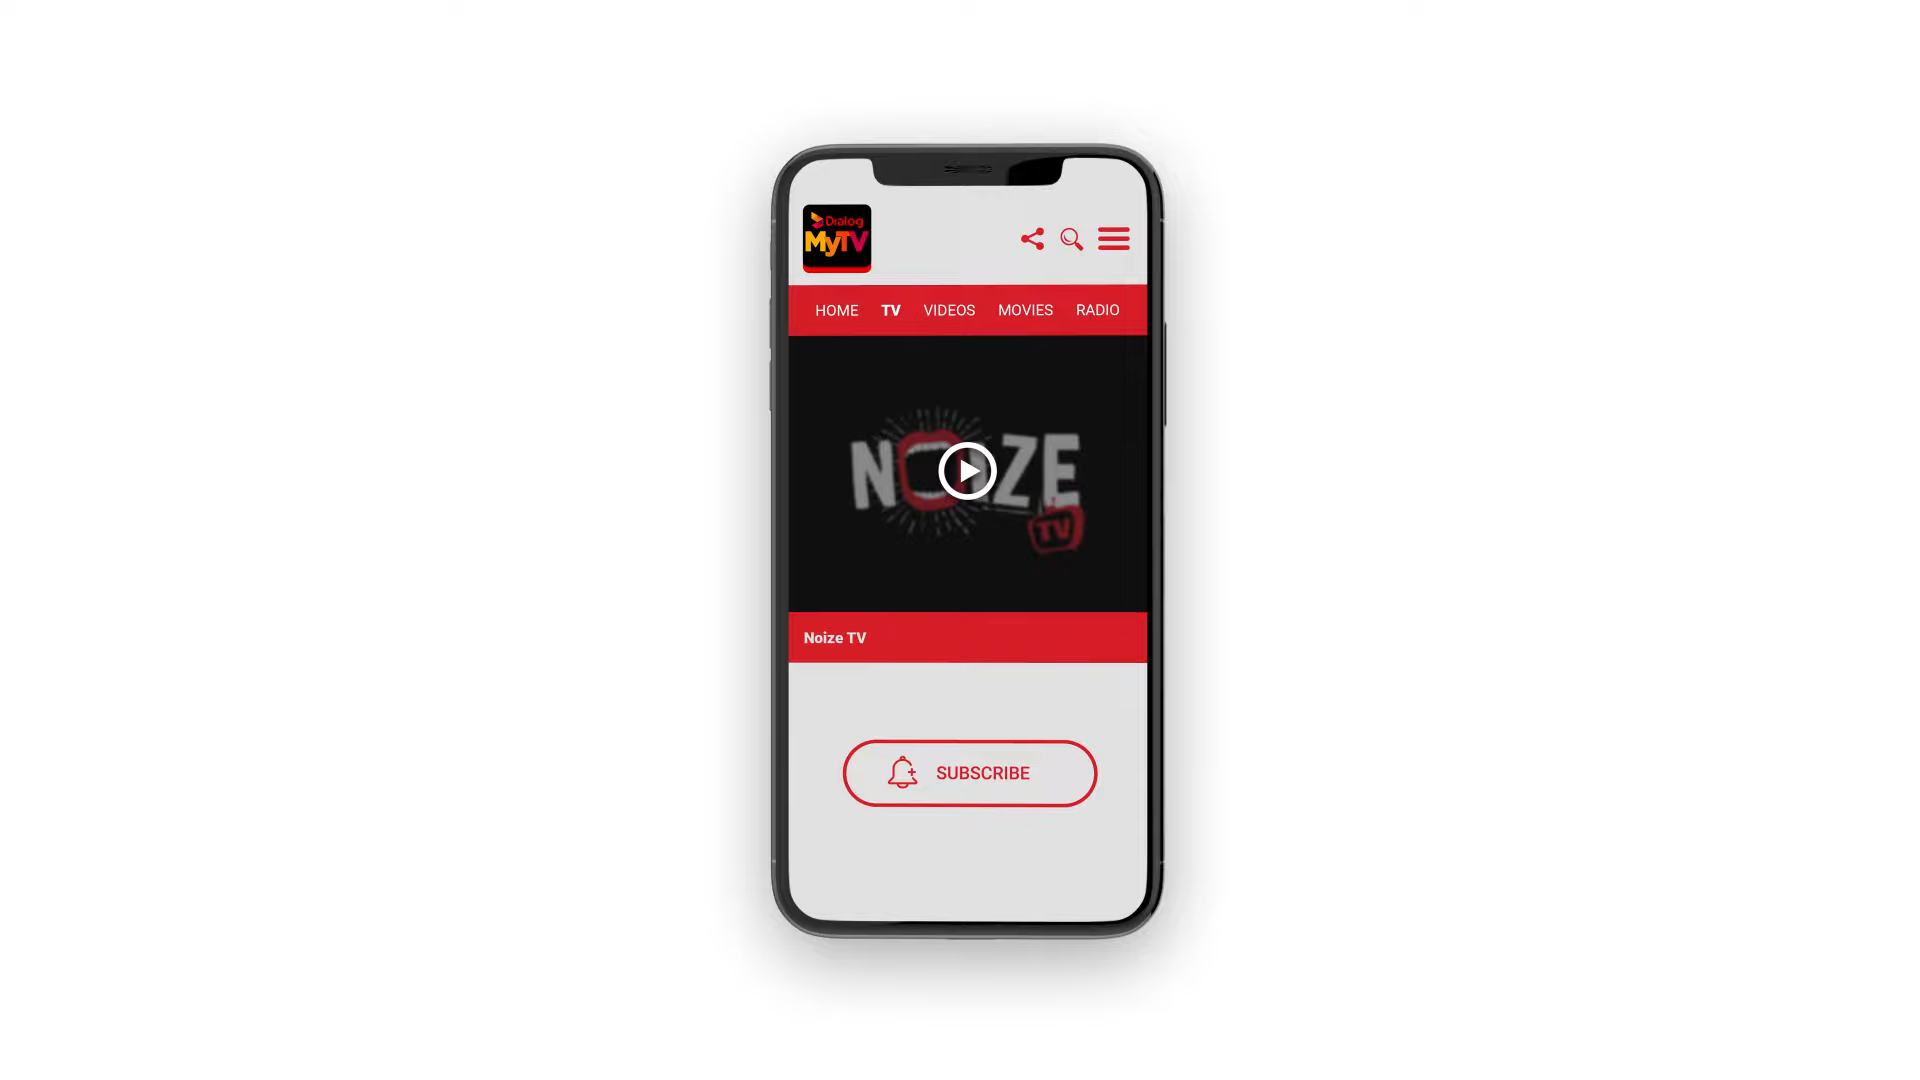 Dialog
MyTV
HOME TV VIDEOS MOVIES RADIO
NOIZE
TV
Noize TV
SUBSCRIBE